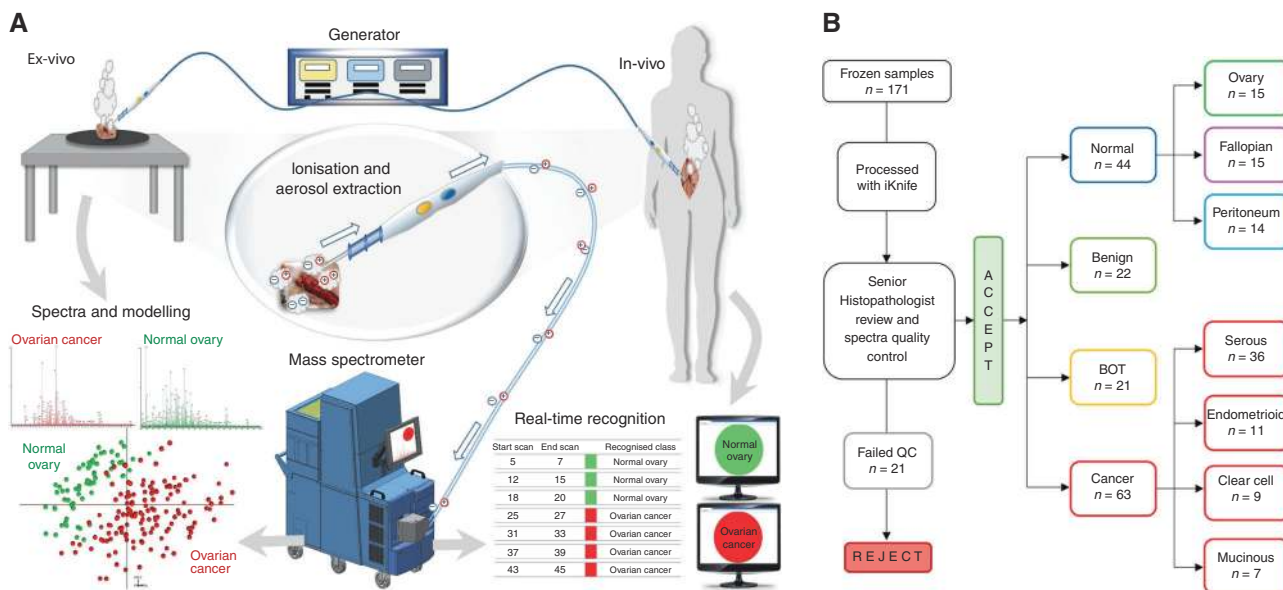 A
Generator
Ex-vivo
In-vivo
Ionisation and
aerosol extraction
Spectra and modelling
Ovarian cancer
Normal ovary
Normal
ovary
Ovarian
cancer
Mass spectrometer
Real-time recognition
Start scan End scan Recognised class
5 7 Normal ovary
12 15 Normal ovary
18 20 Normal ovary
25 27 Ovarian cancer
31 33 Ovarian cancer
37 39 Ovarian cancer
43 45 Ovarian cancer
Normal
ovary
Ovarian
cancer
B
Frozen samples
n = 171
Processed
with iKnife
Senior
Histopathologist
review and
spectra quality
control
Failed QC
n = 21
REJECT
ACCEPT
Normal
n = 44
Benign
n = 22
BOT
n = 21
Cancer
n = 63
Ovary
n = 15
Fallopian
n = 15
Peritoneum
n = 14
Serous
n = 36
Endometrioid
n = 11
Clear cell
n = 9
Mucinous
n = 7